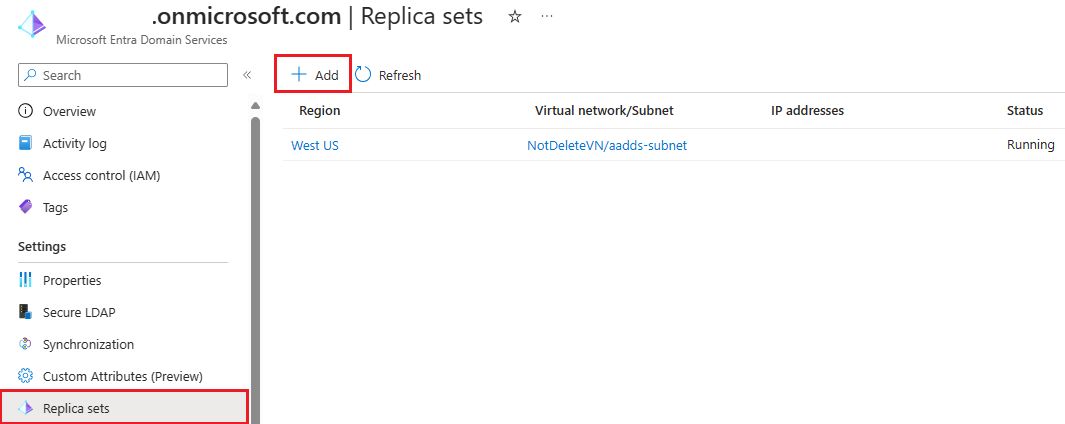 .onmicrosoft.com | Replica sets
Microsoft Entra Domain Services
Search
Overview
Activity log
Access control (IAM)
Tags
Settings
Properties
Secure LDAP
Synchronization
Custom Attributes (Preview)
Replica sets
Add Refresh
Region Virtual network/Subnet IP addresses Status
West US NotDeleteVN/aadds-subnet Running